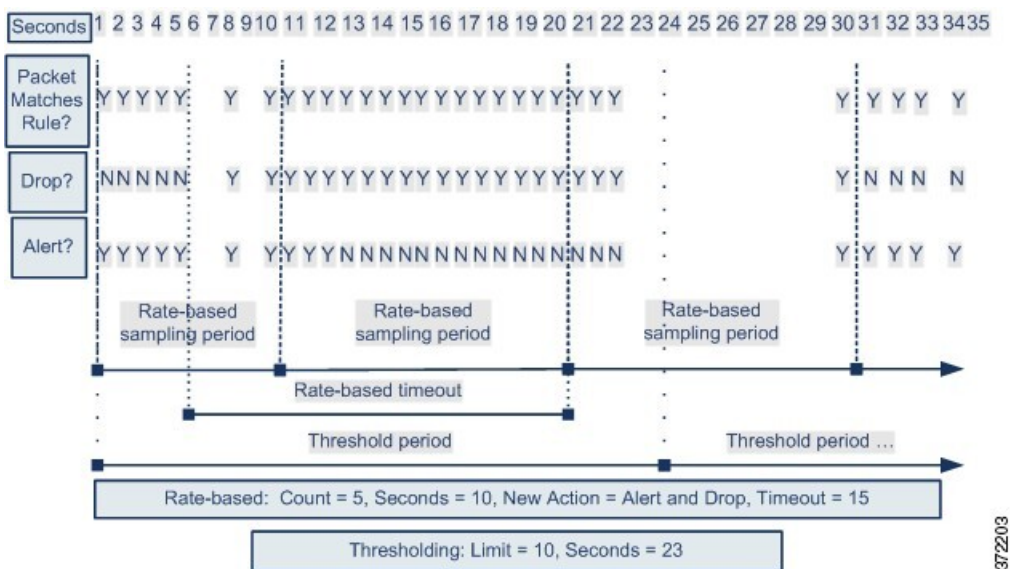 Seconds 1 2 3 4 5 6 7 8 9 10 11 12 13 14 15 16 17 18 19 20 21 22 23 24 25 26 27 28 29 30 31 32 33 34 35
Packet
Matches
Rule?
Y Y Y Y Y Y Y Y Y Y Y Y Y Y Y Y Y Y Y Y Y Y Y Y Y Y Y Y Y Y
Drop?
N N N N N Y Y Y Y Y Y Y Y Y Y Y Y Y Y Y Y Y Y Y Y Y N N N N
Alert?
Y Y Y Y Y Y Y Y Y Y N N N N N N N N N N N N N N N Y Y Y Y Y
Rate-based
sampling period
Rate-based
sampling period
Rate-based
sampling period
Rate-based timeout
Threshold period
Threshold period ...
Rate-based: Count = 5, Seconds = 10, New Action = Alert and Drop, Timeout = 15
Thresholding: Limit = 10, Seconds = 23
372203